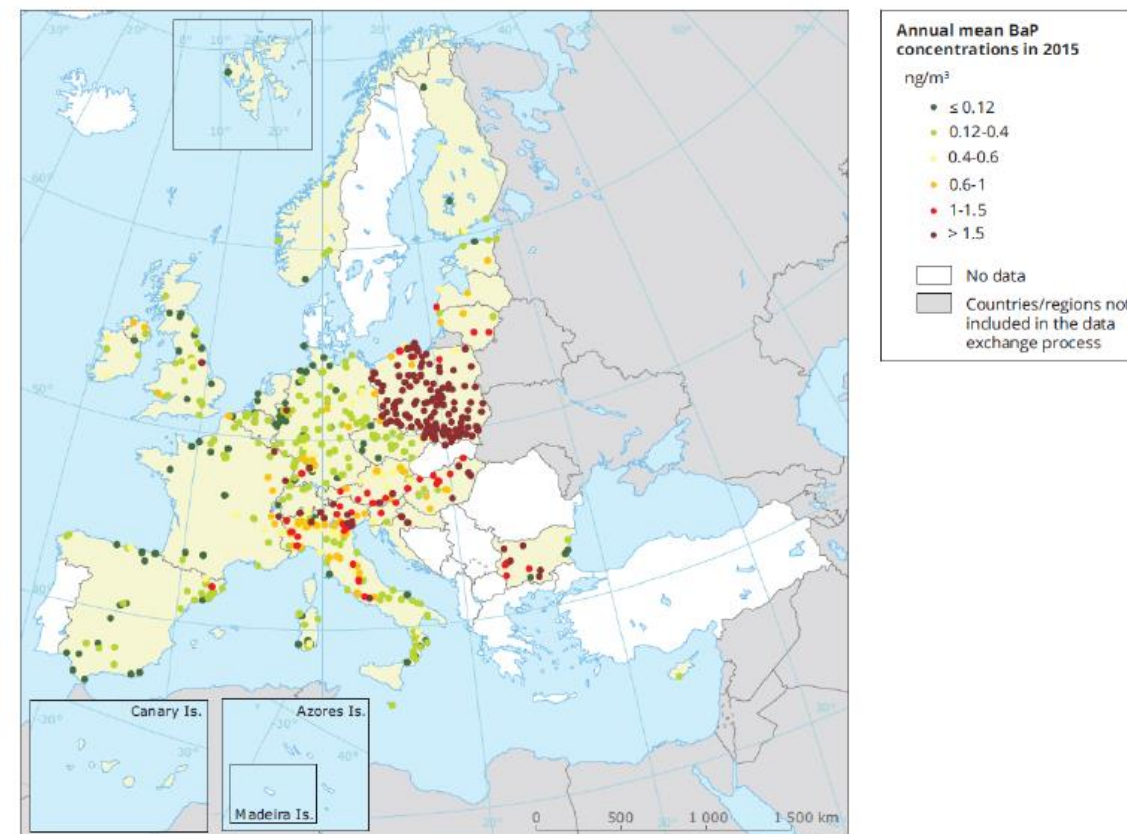 Annual mean BaP
concentrations in 2015
ng/m³
≤ 0.12
0.12-0.4
0.4-0.6
0.6-1
1-1.5
> 1.5
No data
Countries/regions not
included in the data
exchange process
Canary Is.
Azores Is.
Madeira Is.
0 500 1 000 1 500 km